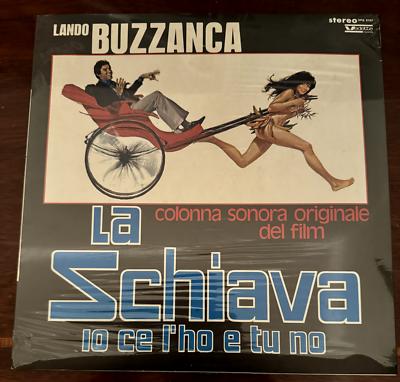 stereo
LANDO BUZZANCA
colonna sonora originale
del film
La
Schiava
io ce l'ho e tu no